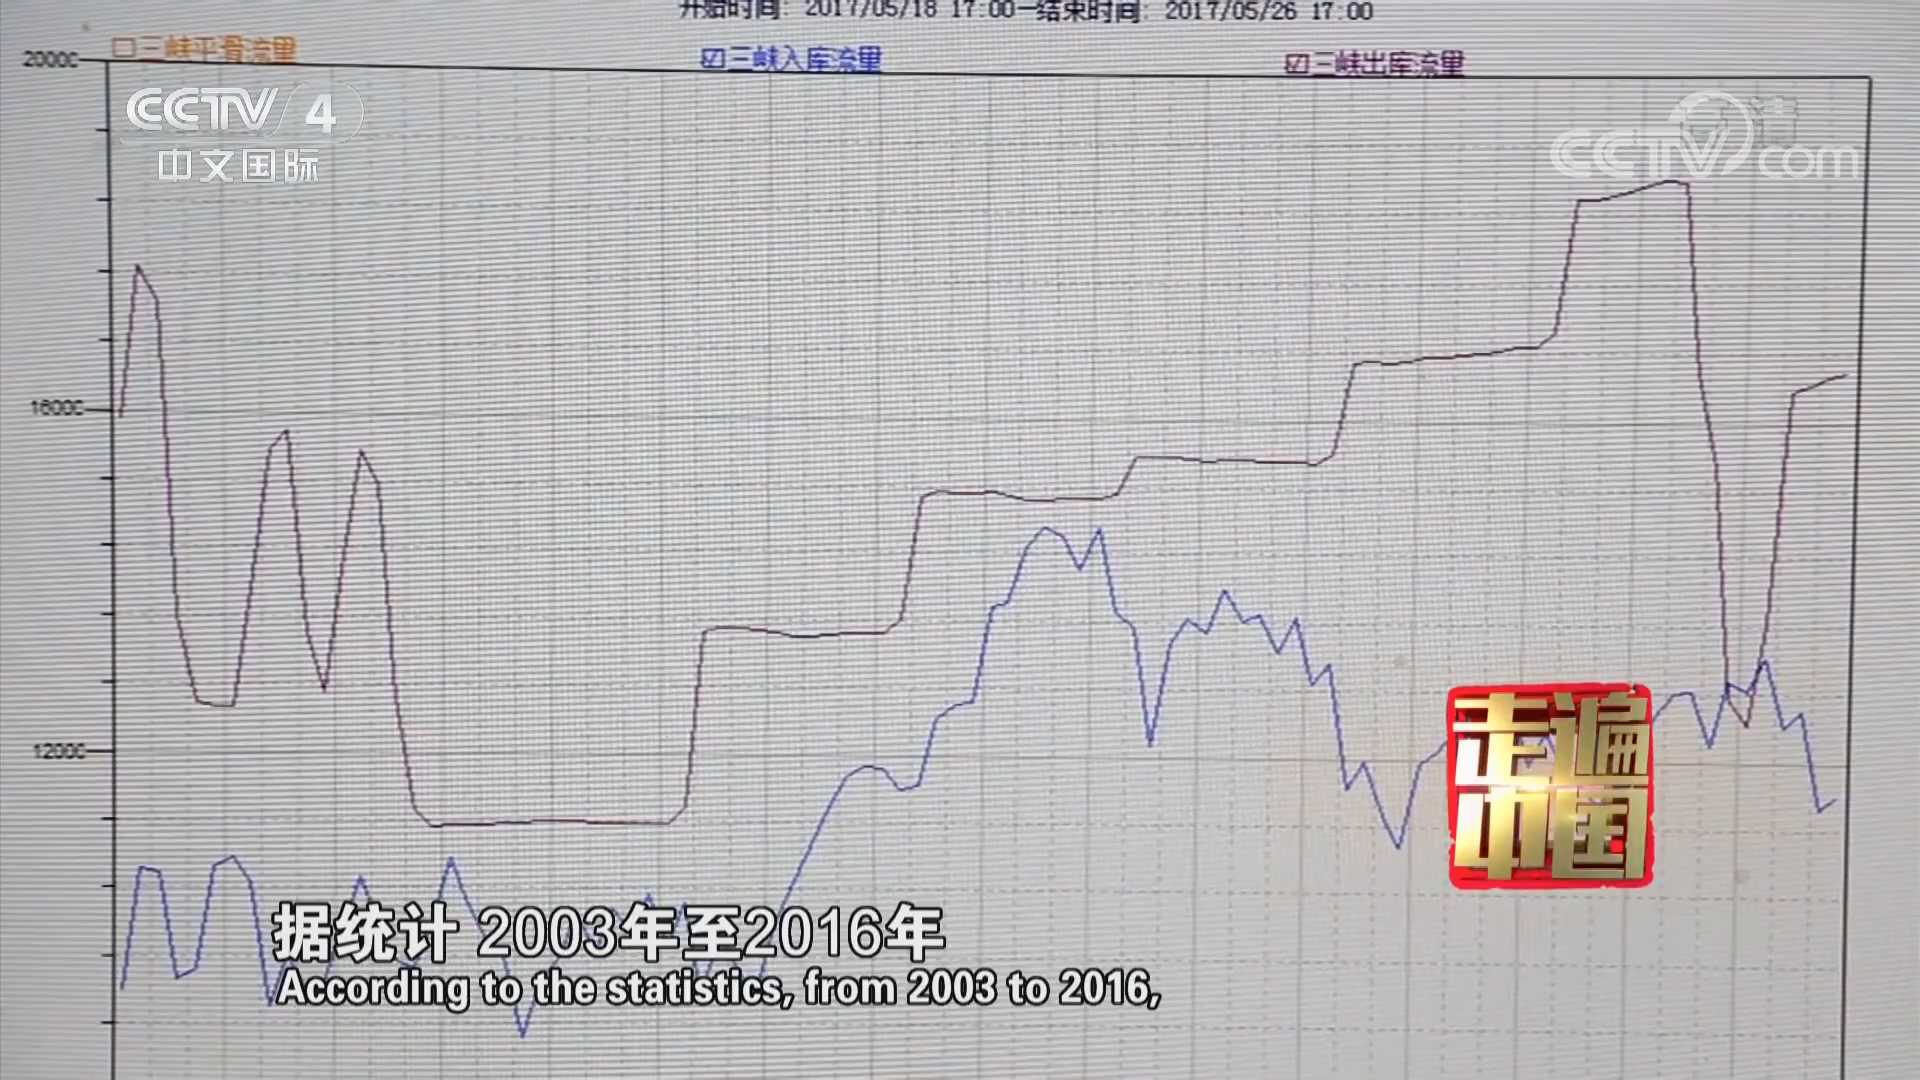 开始时间: 2017/05/18 17:00—结束时间: 2017/05/26 17:00
三峡平滑流量
三峡入库流量
三峡出库流量
20000
CCTV 4
中文国际
CCTV.com
16000
12000
走遍
中国
据统计 2003年至2016年
According to the statistics, from 2003 to 2016,